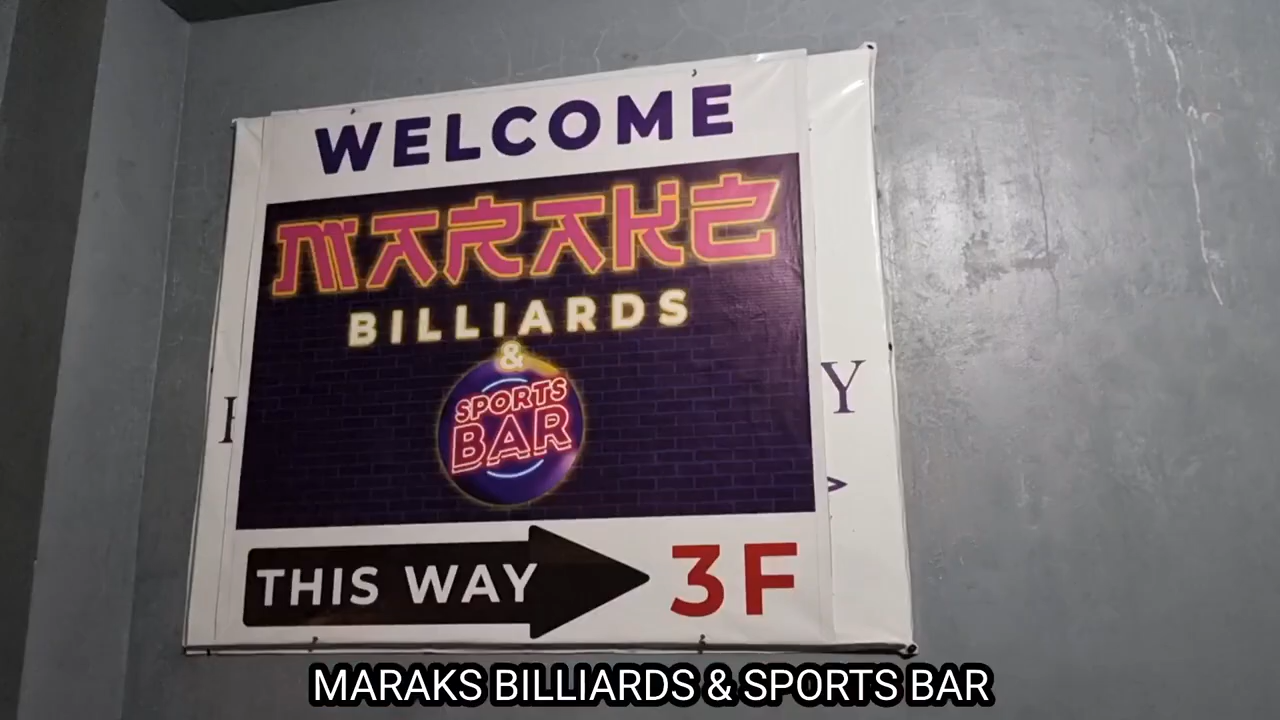 WELCOME
MARAKS
BILLIARDS
&
SPORTS
BAR
Y
>
THIS WAY
3F
MARAKS BILLIARDS & SPORTS BAR